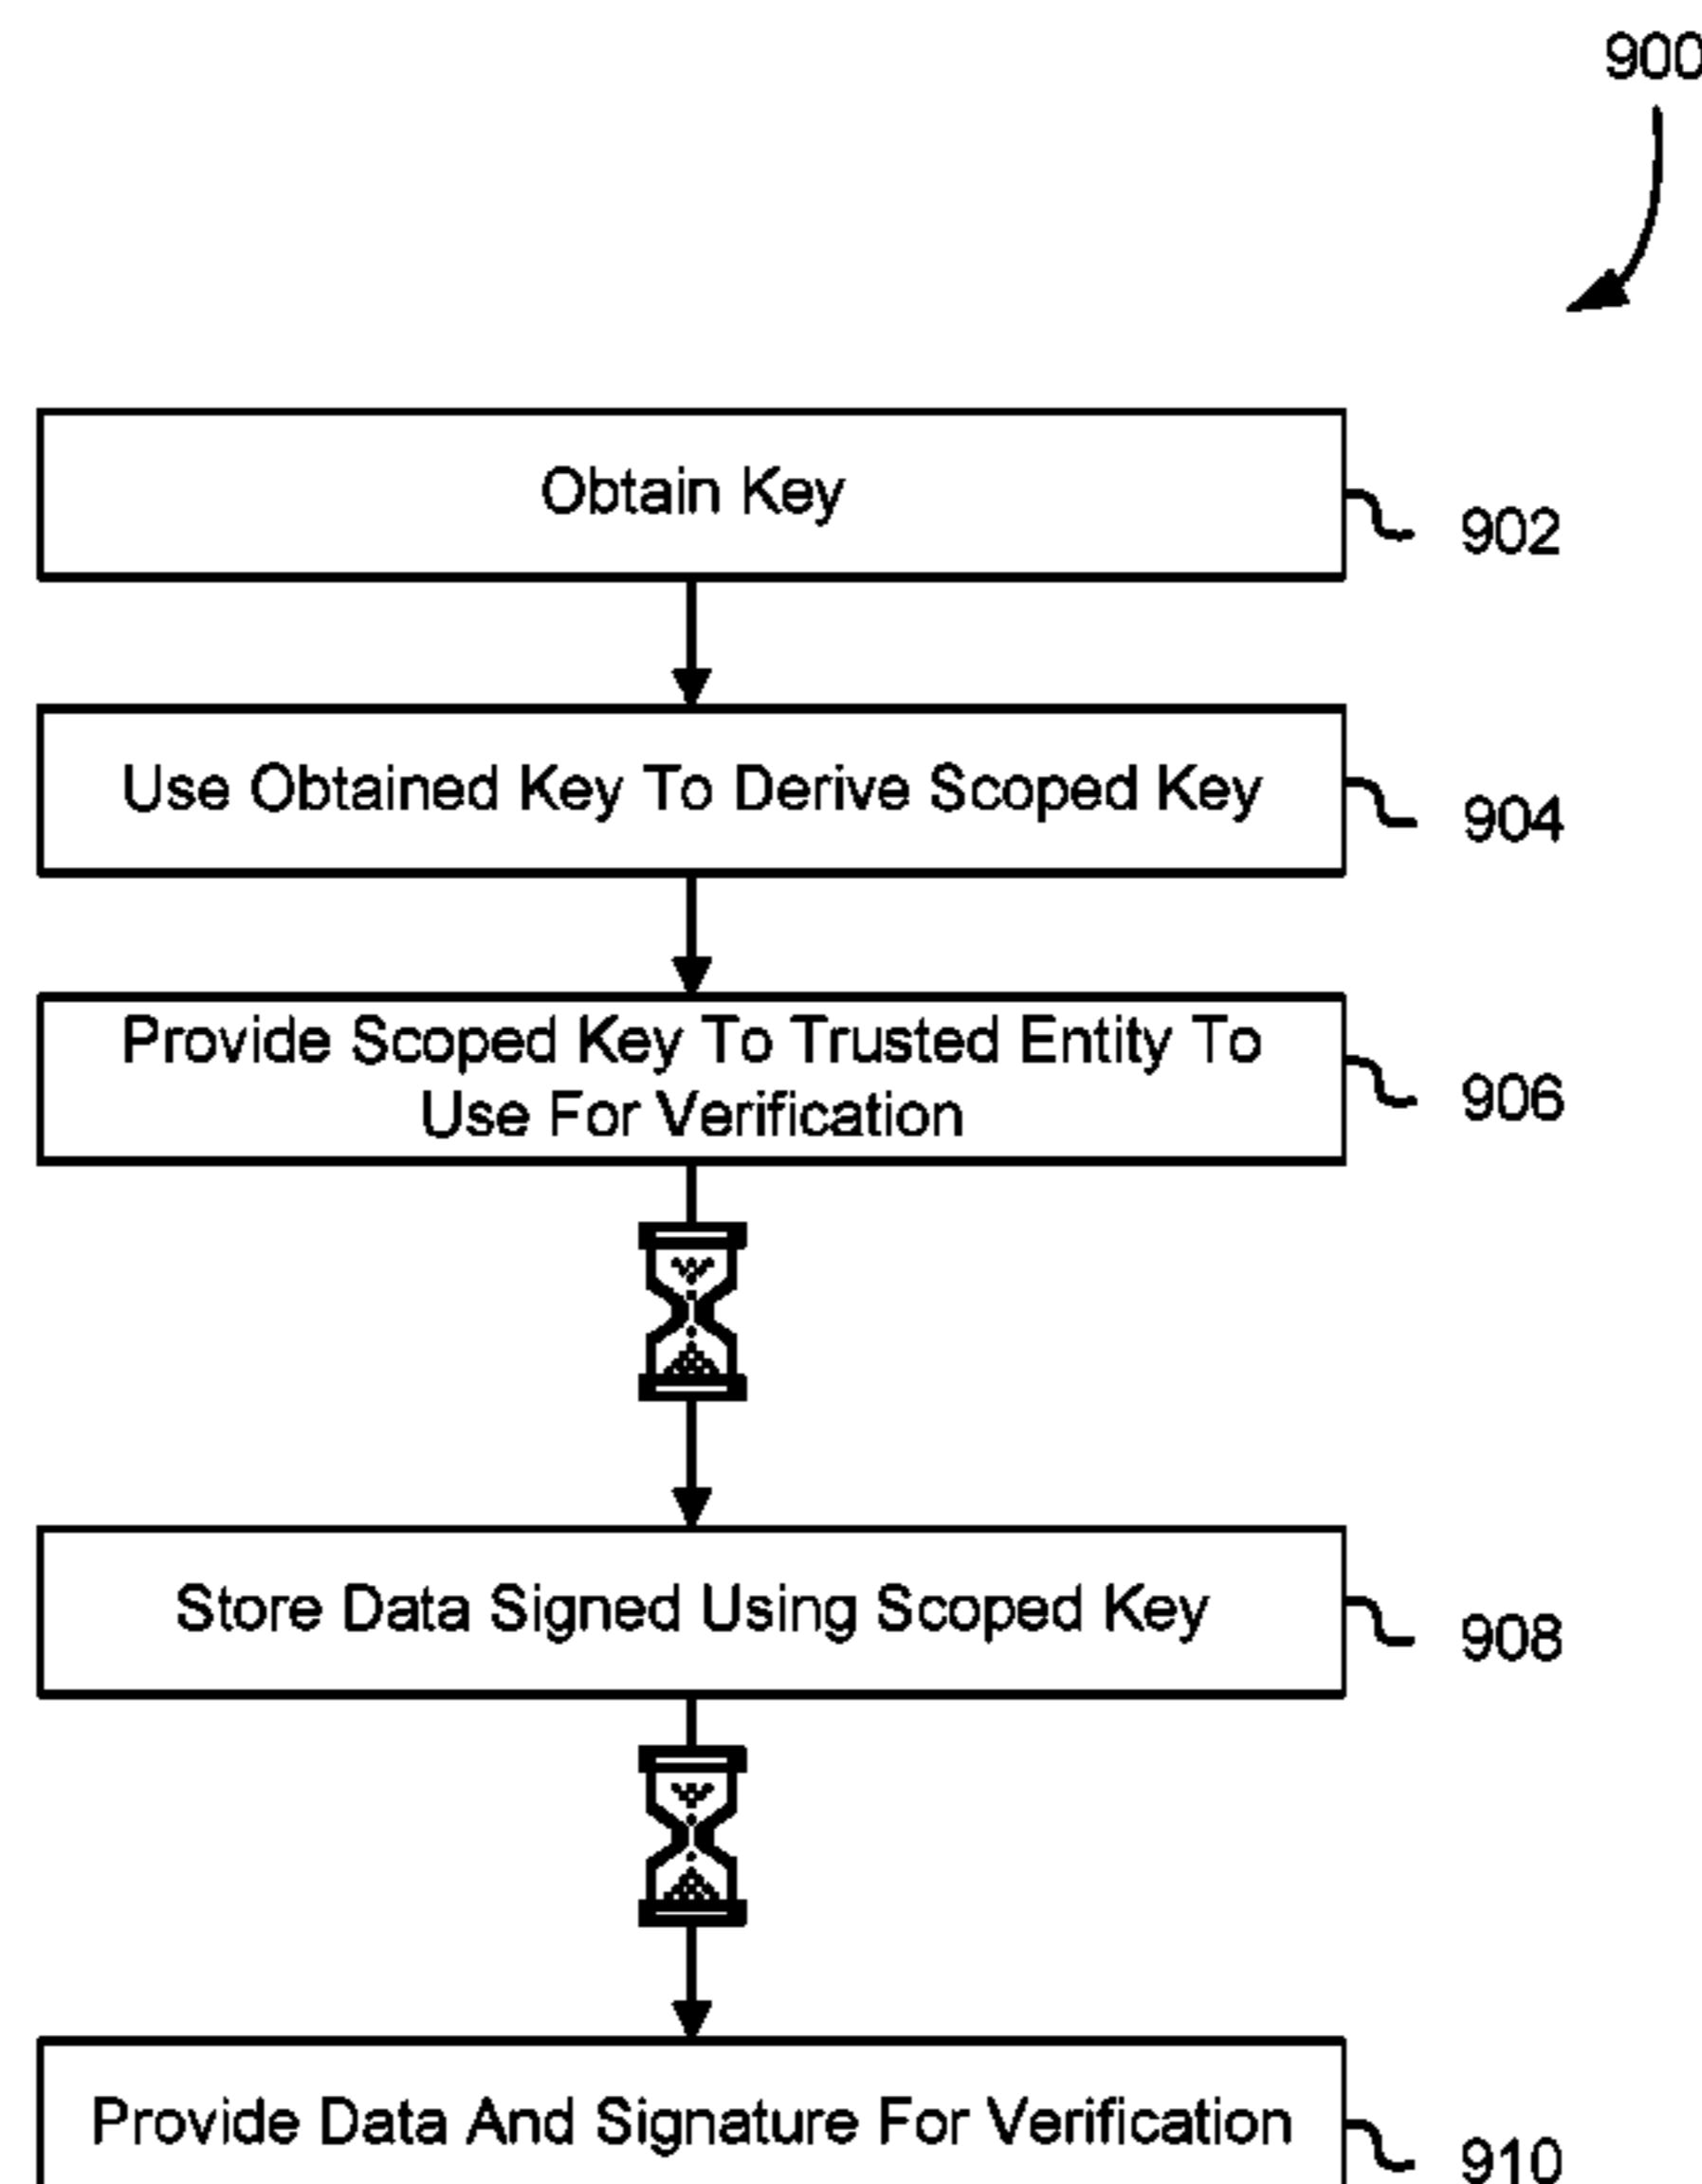 900
Obtain Key
902
Use Obtained Key To Derive Scoped Key
904
Provide Scoped Key To Trusted Entity To
Use For Verification
906
Store Data Signed Using Scoped Key
908
Provide Data And Signature For Verification
910